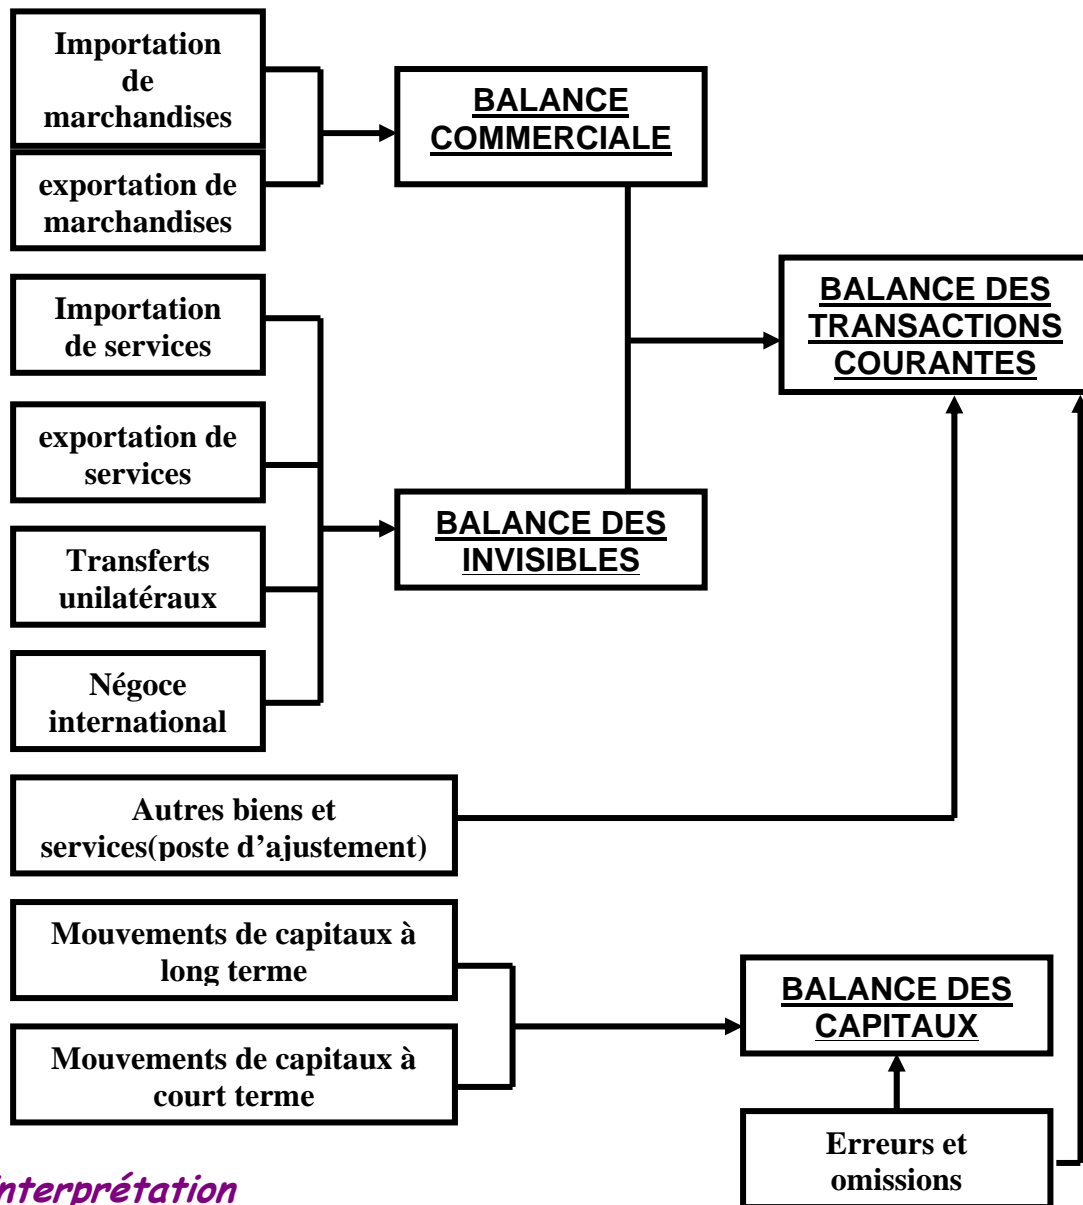 Importation
de
marchandises
exportation de
marchandises
BALANCE
COMMERCIALE
Importation
de services
exportation de
services
Transferts
unilatéraux
Négoce
international
BALANCE DES
INVISIBLES
BALANCE DES
TRANSACTIONS
COURANTES
Autres biens et
services(poste d’ajustement)
Mouvements de capitaux à
long terme
Mouvements de capitaux à
court terme
BALANCE DES
CAPITAUX
Erreurs et
omissions
nterprétation